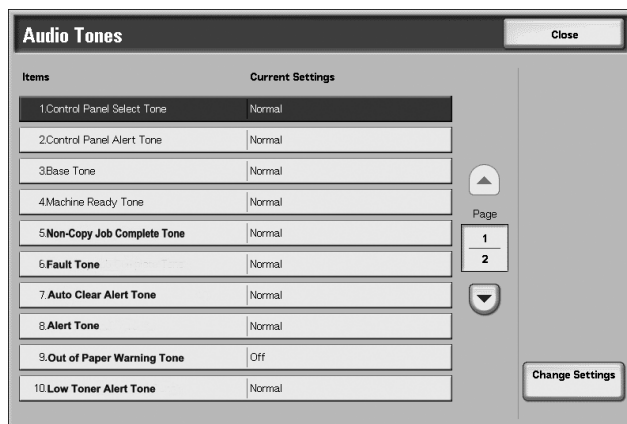 Audio Tones
Close
Items Current Settings
1.Control Panel Select Tone Normal
2.Control Panel Alert Tone Normal
3.Base Tone Normal
4.Machine Ready Tone Normal
5.Non-Copy Job Complete Tone Normal
6.Fault Tone Normal
7.Auto Clear Alert Tone Normal
8.Alert Tone Normal
9.Out of Paper Warning Tone Off
10.Low Toner Alert Tone Normal
Page
1
2
Change Settings